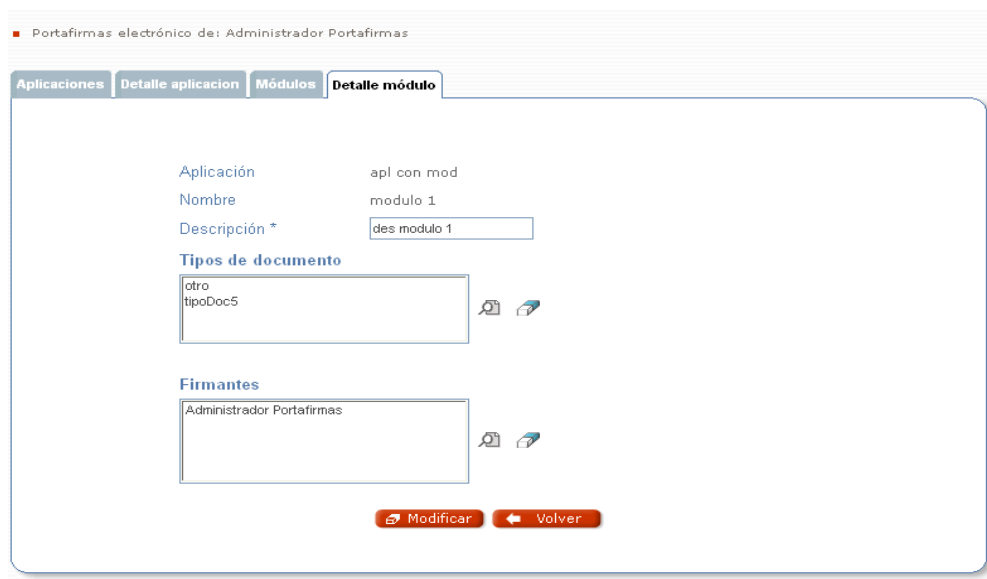 Portafirmas electrónico de: Administrador Portafirmas
Aplicaciones Detalle aplicacion Módulos Detalle módulo
Aplicación apl con mod
Nombre modulo 1
Descripción * des modulo 1
Tipos de documento
otro
tipoDoc5
Firmantes
Administrador Portafirmas
Modificar Volver